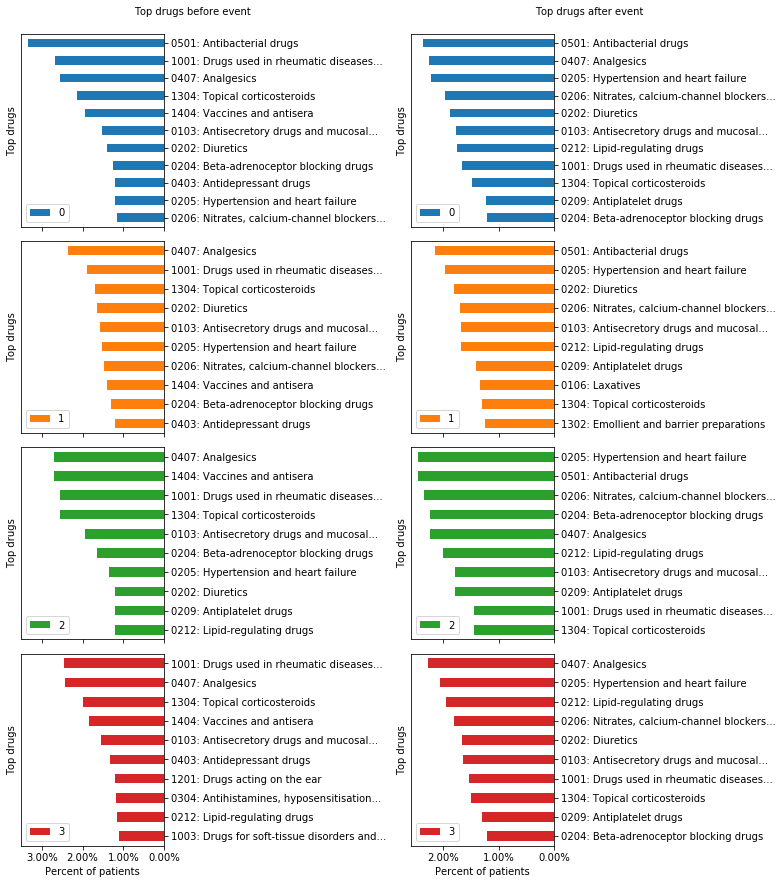 Top drugs before event
Top drugs
0501: Antibacterial drugs
1001: Drugs used in rheumatic diseases...
0407: Analgesics
1304: Topical corticosteroids
1404: Vaccines and antisera
0103: Antisecretory drugs and mucosal...
0202: Diuretics
0204: Beta-adrenoceptor blocking drugs
0403: Antidepressant drugs
0205: Hypertension and heart failure
0206: Nitrates, calcium-channel blockers...
0
Top drugs after event
Top drugs
0501: Antibacterial drugs
0407: Analgesics
0205: Hypertension and heart failure
0206: Nitrates, calcium-channel blockers...
0202: Diuretics
0103: Antisecretory drugs and mucosal...
0212: Lipid-regulating drugs
1001: Drugs used in rheumatic diseases...
1304: Topical corticosteroids
0209: Antiplatelet drugs
0204: Beta-adrenoceptor blocking drugs
0
Top drugs
0407: Analgesics
1001: Drugs used in rheumatic diseases...
1304: Topical corticosteroids
0202: Diuretics
0103: Antisecretory drugs and mucosal...
0205: Hypertension and heart failure
0206: Nitrates, calcium-channel blockers...
1404: Vaccines and antisera
0204: Beta-adrenoceptor blocking drugs
0403: Antidepressant drugs
1
Top drugs
0501: Antibacterial drugs
0205: Hypertension and heart failure
0202: Diuretics
0206: Nitrates, calcium-channel blockers...
0103: Antisecretory drugs and mucosal...
0212: Lipid-regulating drugs
0209: Antiplatelet drugs
0106: Laxatives
1304: Topical corticosteroids
1302: Emollient and barrier preparations
1
Top drugs
0407: Analgesics
1404: Vaccines and antisera
1001: Drugs used in rheumatic diseases...
1304: Topical corticosteroids
0103: Antisecretory drugs and mucosal...
0204: Beta-adrenoceptor blocking drugs
0205: Hypertension and heart failure
0202: Diuretics
0209: Antiplatelet drugs
0212: Lipid-regulating drugs
2
Top drugs
0205: Hypertension and heart failure
0501: Antibacterial drugs
0206: Nitrates, calcium-channel blockers...
0204: Beta-adrenoceptor blocking drugs
0407: Analgesics
0212: Lipid-regulating drugs
0103: Antisecretory drugs and mucosal...
0209: Antiplatelet drugs
1001: Drugs used in rheumatic diseases...
1304: Topical corticosteroids
2
Top drugs
1001: Drugs used in rheumatic diseases...
0407: Analgesics
1304: Topical corticosteroids
1404: Vaccines and antisera
0103: Antisecretory drugs and mucosal...
0403: Antidepressant drugs
1201: Drugs acting on the ear
0304: Antihistamines, hyposensitisation...
0212: Lipid-regulating drugs
1003: Drugs for soft-tissue disorders and...
3
3.00% 2.00% 1.00% 0.00%
Percent of patients
Top drugs
0407: Analgesics
0205: Hypertension and heart failure
0212: Lipid-regulating drugs
0206: Nitrates, calcium-channel blockers...
0202: Diuretics
0103: Antisecretory drugs and mucosal...
1001: Drugs used in rheumatic diseases...
1304: Topical corticosteroids
0209: Antiplatelet drugs
0204: Beta-adrenoceptor blocking drugs
3
2.00% 1.00% 0.00%
Percent of patients